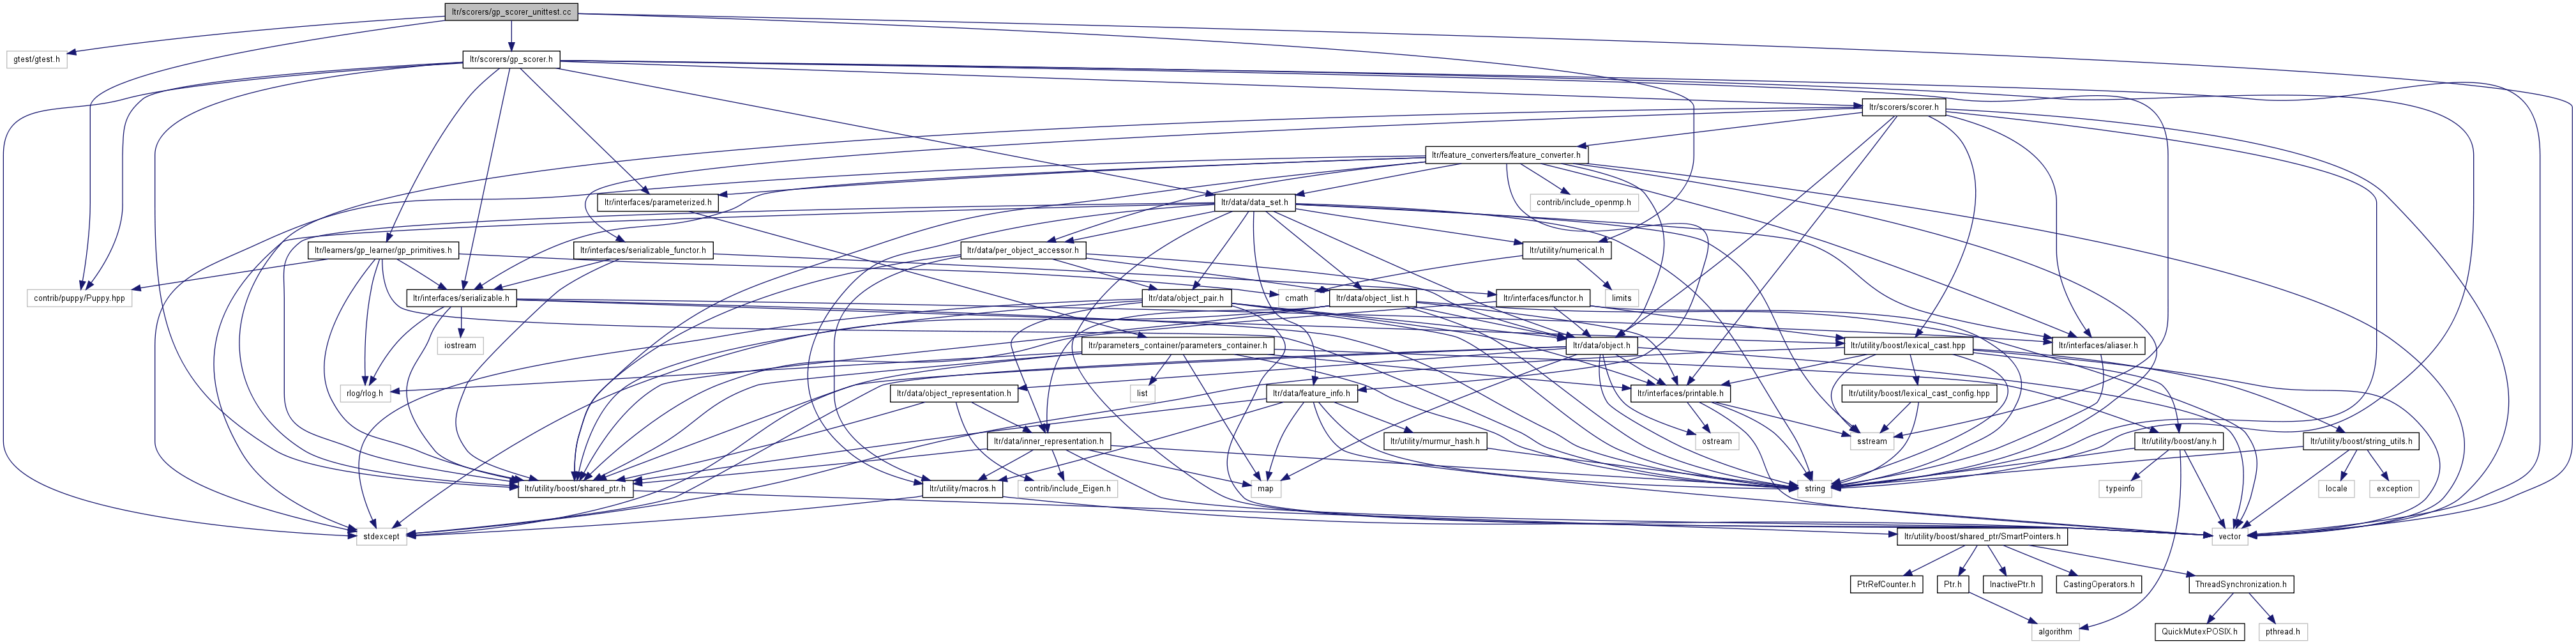 ltr/scorers/gp_scorer_unittest.cc
gtest/gtest.h
ltr/scorers/gp_scorer.h
ltr/scorers/scorer.h
ltr/feature_converters/feature_converter.h
ltr/interfaces/parameterized.h
ltr/data/data_set.h
contrib/include_openmp.h
ltr/learners/gp_learner/gp_primitives.h
ltr/interfaces/serializable_functor.h
ltr/data/per_object_accessor.h
ltr/utility/numerical.h
contrib/puppy/Puppy.hpp
ltr/interfaces/serializable.h
ltr/data/object_pair.h
cmath
ltr/data/object_list.h
ltr/interfaces/functor.h
limits
iostream
ltr/parameters_container/parameters_container.h
ltr/data/object.h
ltr/utility/boost/lexical_cast.hpp
ltr/interfaces/aliaser.h
rlog/rlog.h
ltr/data/object_representation.h
list
ltr/data/feature_info.h
ltr/interfaces/printable.h
ltr/utility/boost/lexical_cast_config.hpp
ltr/data/inner_representation.h
ltr/utility/murmur_hash.h
ostream
sstream
ltr/utility/boost/any.h
ltr/utility/boost/string_utils.h
ltr/utility/boost/shared_ptr.h
ltr/utility/macros.h
contrib/include_Eigen.h
map
string
typeinfo
locale
exception
stdexcept
ltr/utility/boost/shared_ptr/SmartPointers.h
vector
PtrRefCounter.h
Ptr.h
InactivePtr.h
CastingOperators.h
ThreadSynchronization.h
algorithm
QuickMutexPOSIX.h
pthread.h